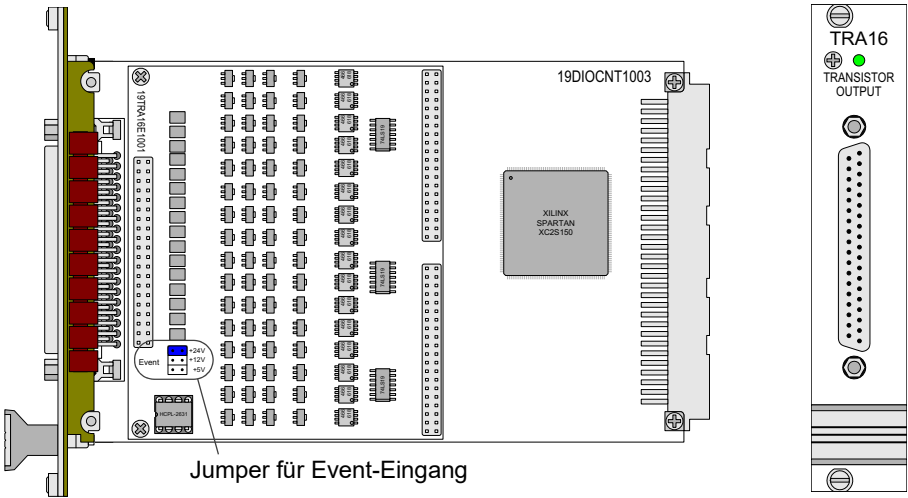 19DIOCNT1003
19TRA16E1001
74LS19
74LS19
74LS19
XILINX
SPARTAN
XC2S150
Event
+24V
+12V
+5V
HCPL-2631
Jumper für Event-Eingang
TRA16
TRANSISTOR
OUTPUT